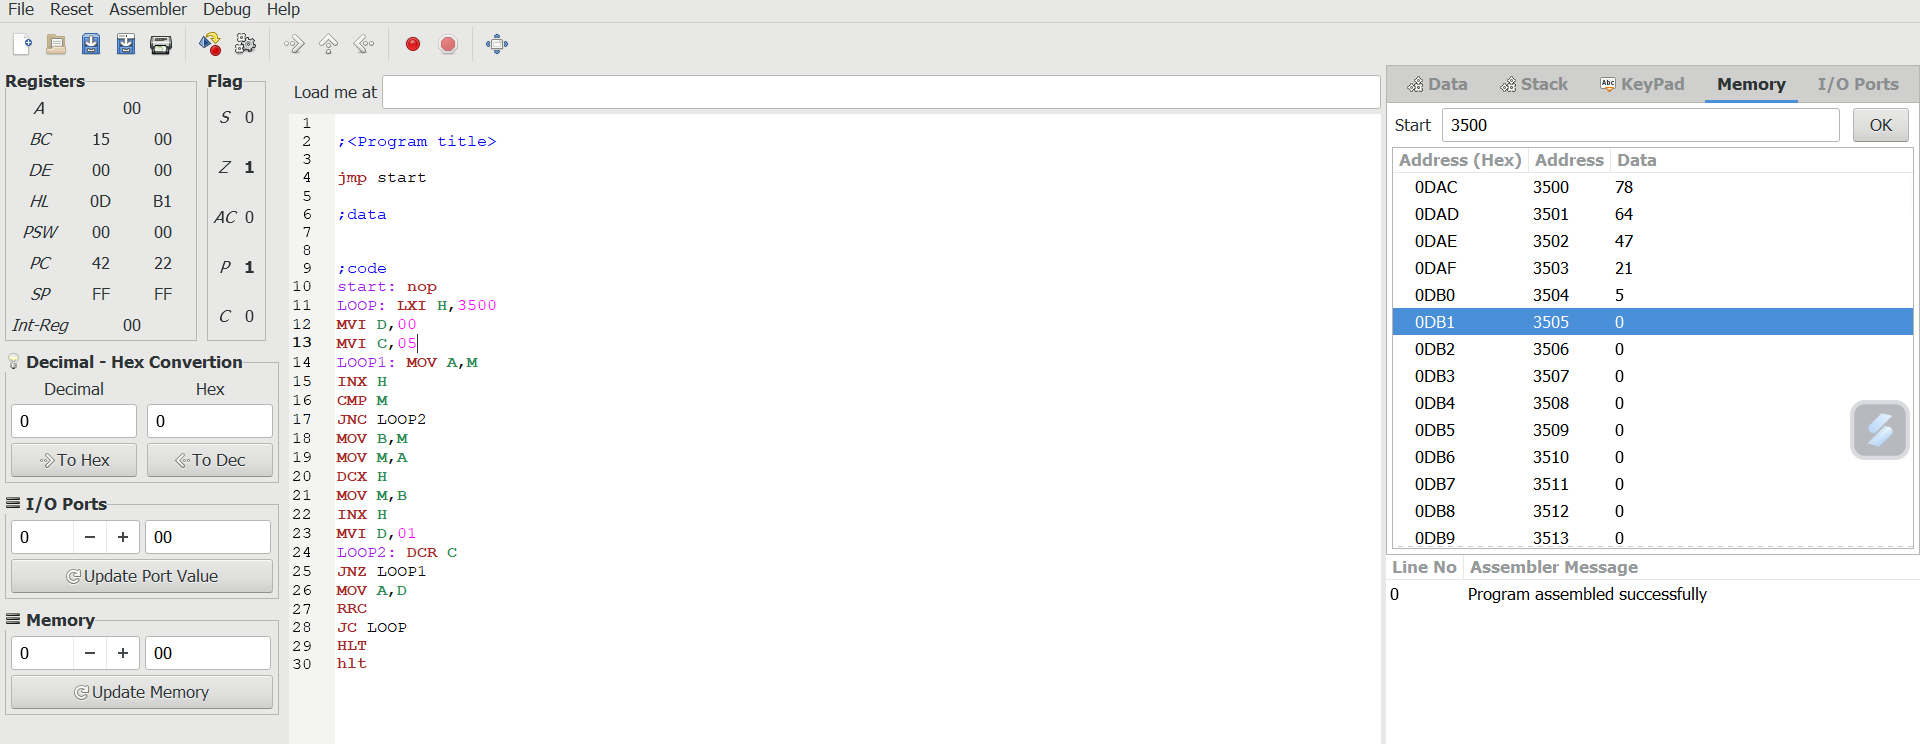 File Reset Assembler Debug Help
Registers
A 00
BC 15 00
DE 00 00
HL 0D B1
PSW 00 00
PC 42 22
SP FF FF
Int-Reg 00
Flag
S 0
Z 1
AC 0
P 1
C 0
Decimal - Hex Convertion
Decimal Hex
0 0
To Hex To Dec
I/O Ports
0 − + 00
Update Port Value
Memory
0 − + 00
Update Memory
Load me at
1
2 ;<Program title>
3
4 jmp start
5
6 ;data
7
8
9 ;code
10 start: nop
11 LOOP: LXI H,3500
12 MVI D,00
13 MVI C,05
14 LOOP1: MOV A,M
15 INX H
16 CMP M
17 JNC LOOP2
18 MOV B,M
19 MOV M,A
20 DCX H
21 MOV M,B
22 INX H
23 MVI D,01
24 LOOP2: DCR C
25 JNZ LOOP1
26 MOV A,D
27 RRC
28 JC LOOP
29 HLT
30 hlt
Data Stack Abc KeyPad Memory I/O Ports
Start 3500 OK
Address (Hex) Address Data
0DAC 3500 78
0DAD 3501 64
0DAE 3502 47
0DAF 3503 21
0DB0 3504 5
0DB1 3505 0
0DB2 3506 0
0DB3 3507 0
0DB4 3508 0
0DB5 3509 0
0DB6 3510 0
0DB7 3511 0
0DB8 3512 0
0DB9 3513 0
Line No Assembler Message
0 Program assembled successfully